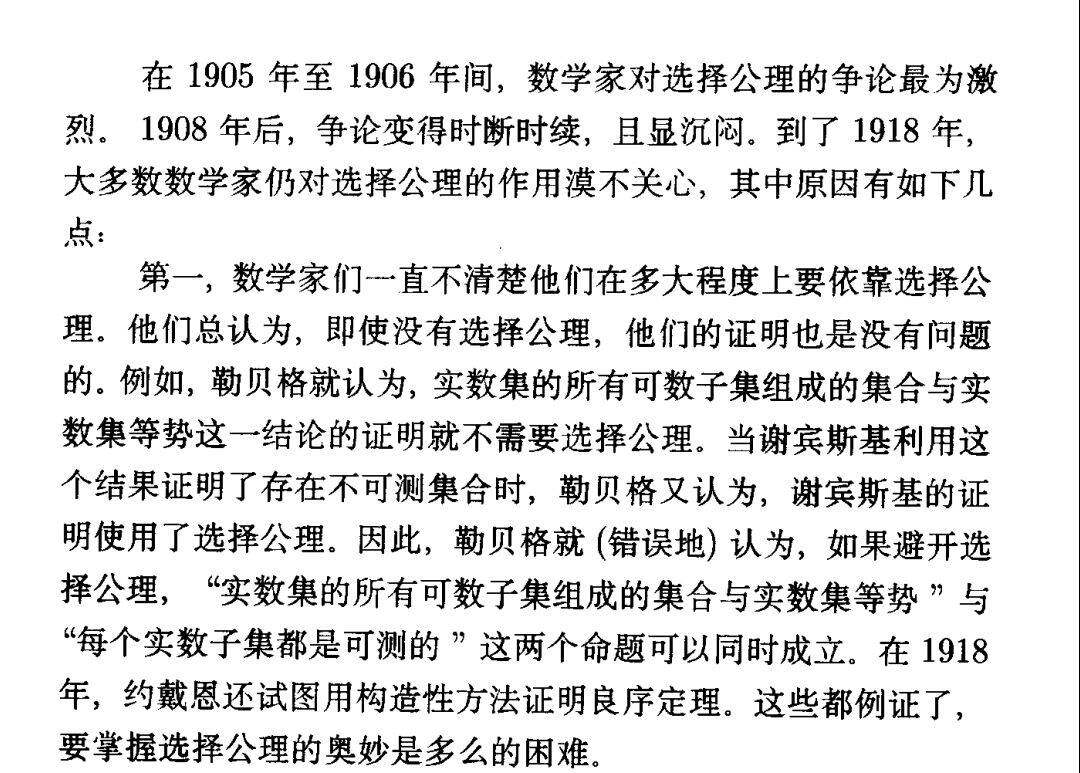 在 1905 年至 1906 年间，数学家对选择公理的争论最为激
烈。 1908 年后，争论变得时断时续，且显沉闷。到了 1918 年，
大多数数学家仍对选择公理的作用漠不关心，其中原因有如下几
点：
第一，数学家们一直不清楚他们在多大程度上要依靠选择公
理。他们总认为，即使没有选择公理，他们的证明也是没有问题
的。例如，勒贝格就认为，实数集的所有可数子集组成的集合与实
数集等势这一结论的证明就不需要选择公理。当谢宾斯基利用这
个结果证明了存在不可测集合时，勒贝格又认为，谢宾斯基的证
明使用了选择公理。因此，勒贝格就 (错误地) 认为，如果避开选
择公理，“实数集的所有可数子集组成的集合与实数集等势 ” 与
“每个实数子集都是可测的 ” 这两个命题可以同时成立。在 1918
年，约戴恩还试图用构造性方法证明良序定理。这些都例证了，
要掌握选择公理的奥妙是多么的困难。